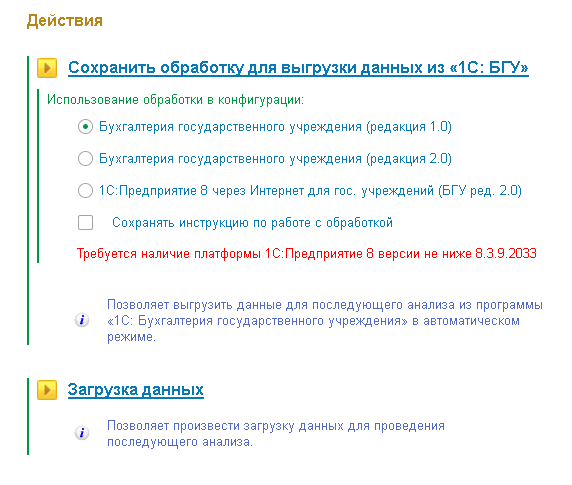 Действия
Сохранить обработку для выгрузки данных из «1С: БГУ»
Использование обработки в конфигурации:
Бухгалтерия государственного учреждения (редакция 1.0)
Бухгалтерия государственного учреждения (редакция 2.0)
1С:Предприятие 8 через Интернет для гос. учреждений (БГУ ред. 2.0)
Сохранять инструкцию по работе с обработкой
Требуется наличие платформы 1С:Предприятие 8 версии не ниже 8.3.9.2033
Позволяет выгрузить данные для последующего анализа из программы
«1С: Бухгалтерия государственного учреждения» в автоматическом
режиме.
Загрузка данных
Позволяет произвести загрузку данных для проведения
последующего анализа.